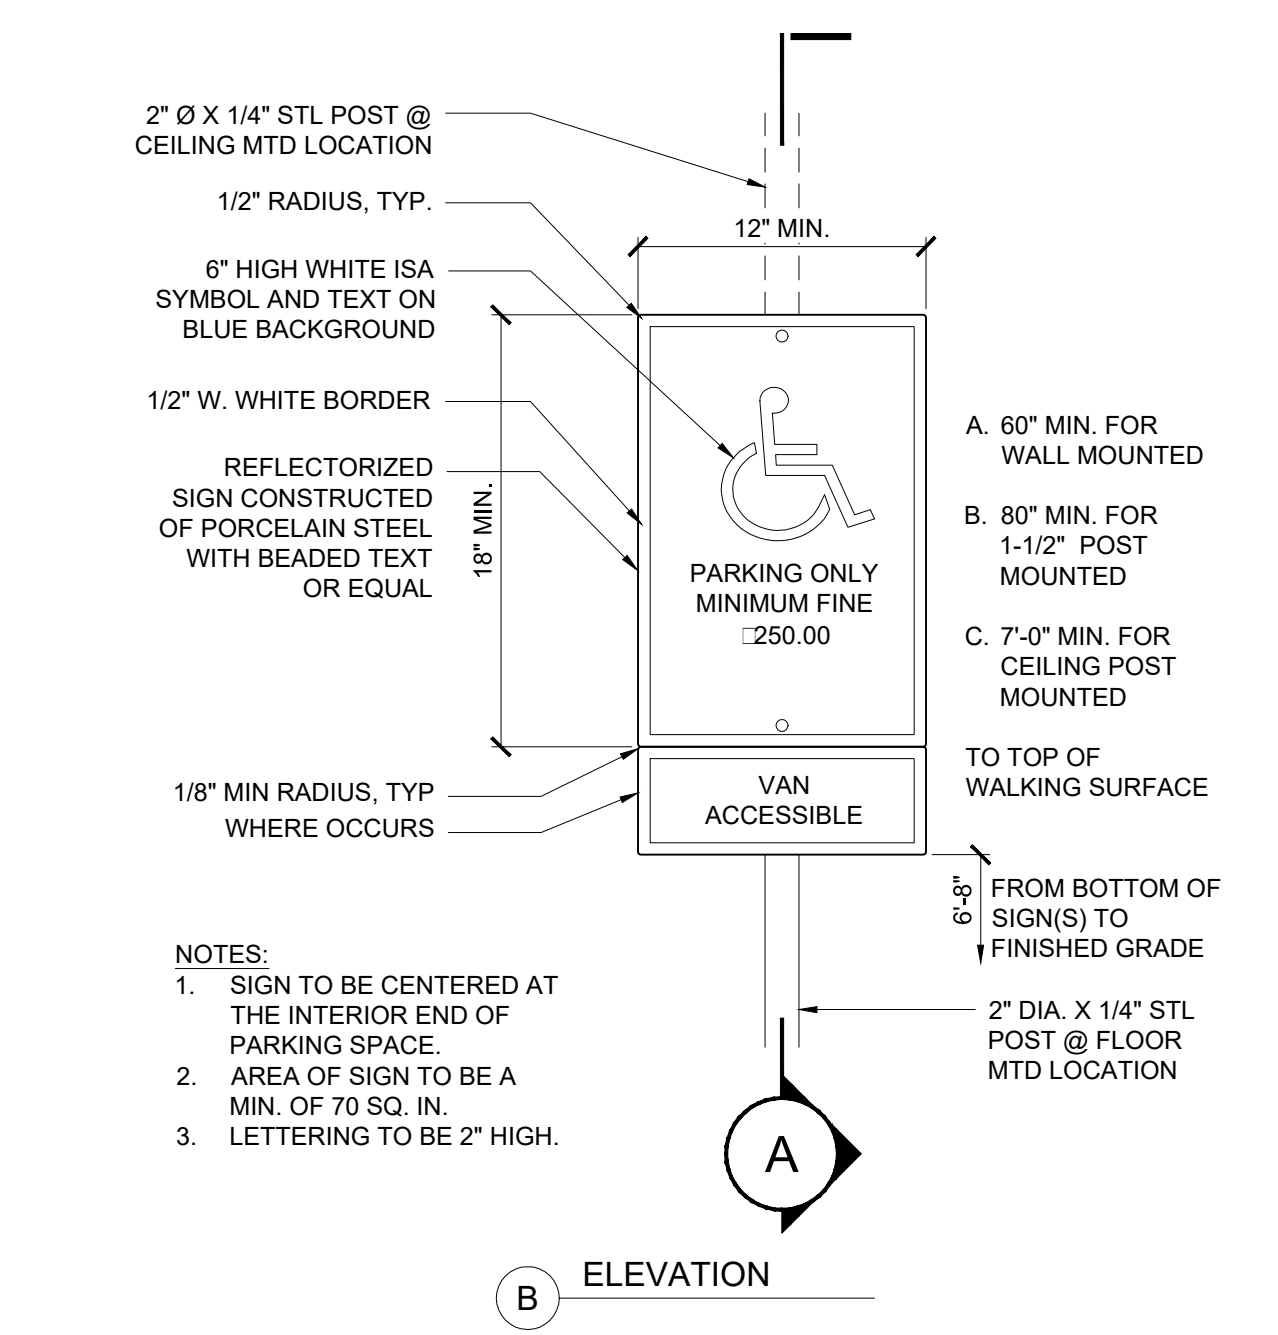 2" Ø X 1/4" STL POST @
CEILING MTD LOCATION
1/2" RADIUS, TYP.
12" MIN.
6" HIGH WHITE ISA
SYMBOL AND TEXT ON
BLUE BACKGROUND
1/2" W. WHITE BORDER
REFLECTORIZED
SIGN CONSTRUCTED
OF PORCELAIN STEEL
WITH BEADED TEXT
OR EQUAL
18" MIN.
PARKING ONLY
MINIMUM FINE
□250.00
A. 60" MIN. FOR
WALL MOUNTED
B. 80" MIN. FOR
1-1/2" POST
MOUNTED
C. 7'-0" MIN. FOR
CEILING POST
MOUNTED
TO TOP OF
WALKING SURFACE
1/8" MIN RADIUS, TYP
WHERE OCCURS
VAN
ACCESSIBLE
6'-8"
FROM BOTTOM OF
SIGN(S) TO
FINISHED GRADE
2" DIA. X 1/4" STL
POST @ FLOOR
MTD LOCATION
NOTES:
1. SIGN TO BE CENTERED AT
THE INTERIOR END OF
PARKING SPACE.
2. AREA OF SIGN TO BE A
MIN. OF 70 SQ. IN.
3. LETTERING TO BE 2" HIGH.
A
B ELEVATION